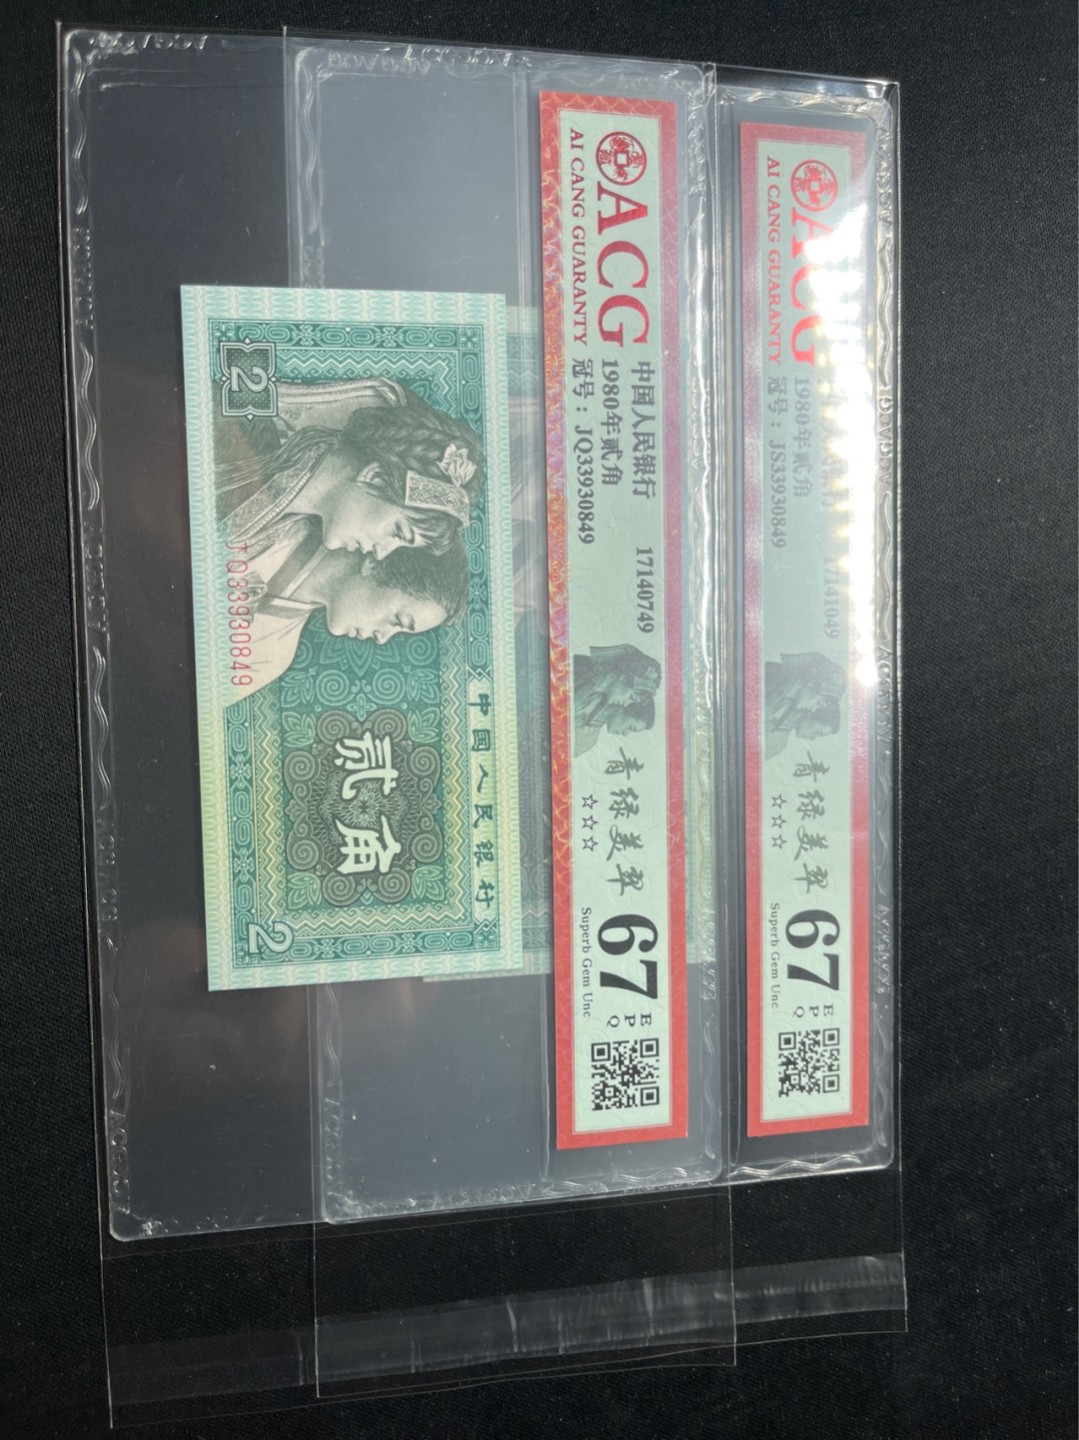 ACG
AI CANG GUARANTY
中国人民银行 17140749
1980年贰角
冠号：JQ33930849
青绿美翠
☆☆☆
67
EPQ
Superb Gem Unc
ACG
AI CANG GUARANTY
17141049
1980年贰角
冠号：JS33930849
青绿美翠
☆☆☆
67
EPQ
Superb Gem Unc
中国人民银行
贰角
2
2
JQ33930849